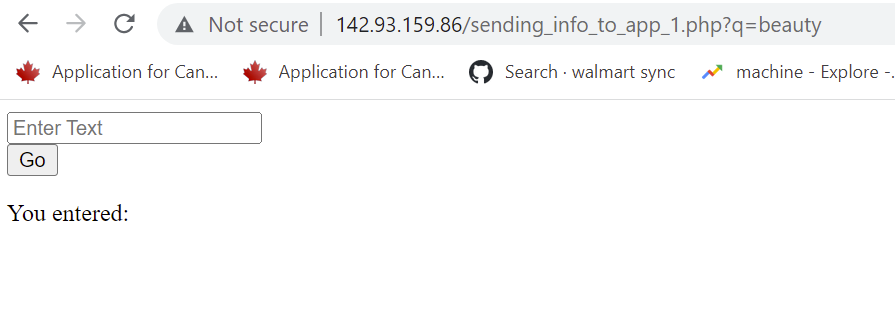 Not secure | 142.93.159.86/sending_info_to_app_1.php?q=beauty
Application for Can... Application for Can... Search · walmart sync machine - Explore -...
Enter Text
Go
You entered: